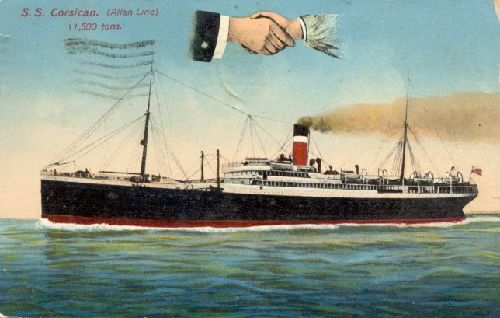 S. S. Corsican. (Allan Line)
11,500 tons.